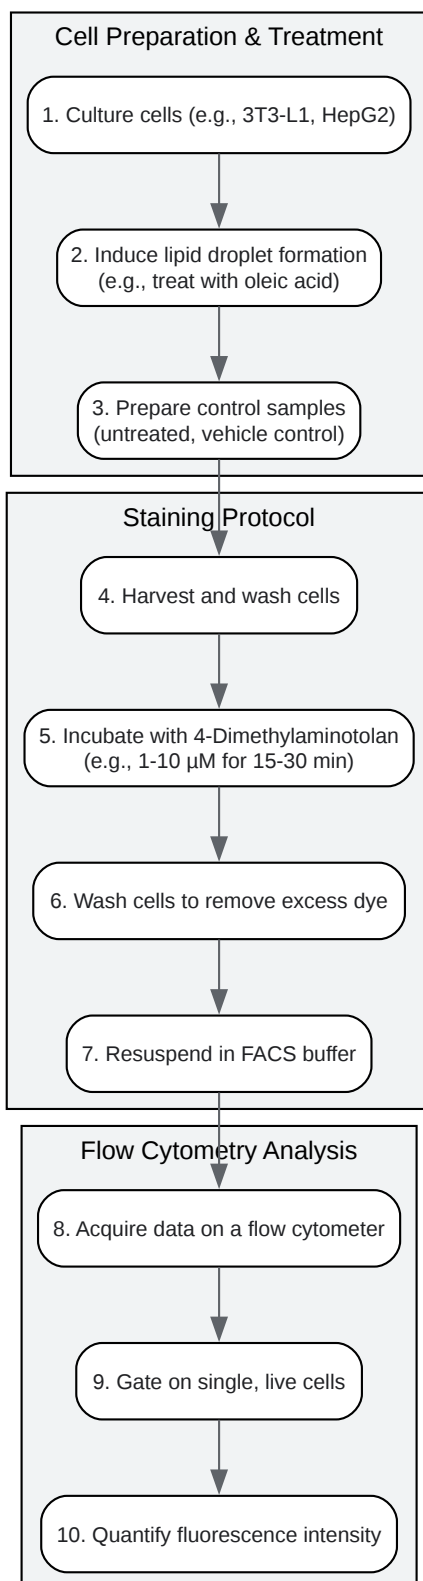 Cell Preparation & Treatment
1. Culture cells (e.g., 3T3-L1, HepG2)
2. Induce lipid droplet formation
(e.g., treat with oleic acid)
3. Prepare control samples
(untreated, vehicle control)
Staining Protocol
4. Harvest and wash cells
5. Incubate with 4-Dimethylaminotolan
(e.g., 1-10 µM for 15-30 min)
6. Wash cells to remove excess dye
7. Resuspend in FACS buffer
Flow Cytometry Analysis
8. Acquire data on a flow cytometer
9. Gate on single, live cells
10. Quantify fluorescence intensity